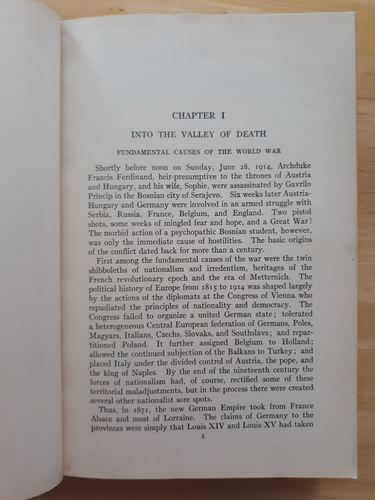 CHAPTER I
INTO THE VALLEY OF DEATH
FUNDAMENTAL CAUSES OF THE WORLD WAR
Shortly before noon on Sunday, June 28, 1914, Archduke
Francis Ferdinand, heir-presumptive to the thrones of Austria
and Hungary, and his wife, Sophie, were assassinated by Gavrilo
Princip in the Bosnian city of Serajevo. Six weeks later Austria-
Hungary and Germany were involved in an armed struggle with
Serbia, Russia, France, Belgium, and England. Two pistol
shots, some weeks of mingled fear and hope, and a Great War!
The morbid action of a psychopathic Bosnian student, however,
was only the immediate cause of hostilities. The basic origins
of the conflict dated back for more than a century.
First among the fundamental causes of the war were the twin
shibboleths of nationalism and irredentism, heritages of the
French revolutionary epoch and the era of Metternich. The
political history of Europe from 1815 to 1914 was shaped largely
by the actions of the diplomats at the Congress of Vienna who
repudiated the principles of nationality and democracy. The
Congress failed to organize a united German state; tolerated
a heterogeneous Central European federation of Germans, Poles,
Magyars, Italians, Czechs, Slovaks, and Southslavs; and repar-
titioned Poland. It further assigned Belgium to Holland;
allowed the continued subjection of the Balkans to Turkey; and
placed Italy under the divided control of Austria, the pope, and
the king of Naples. By the end of the nineteenth century the
forces of nationalism had, of course, rectified some of these
territorial maladjustments, but in the process there were created
several other nationalist sore spots.
Thus, in 1871, the new German Empire took from France
Alsace and most of Lorraine. The claims of Germany to the
provinces were simply that Louis XIV and Louis XV had taken
3